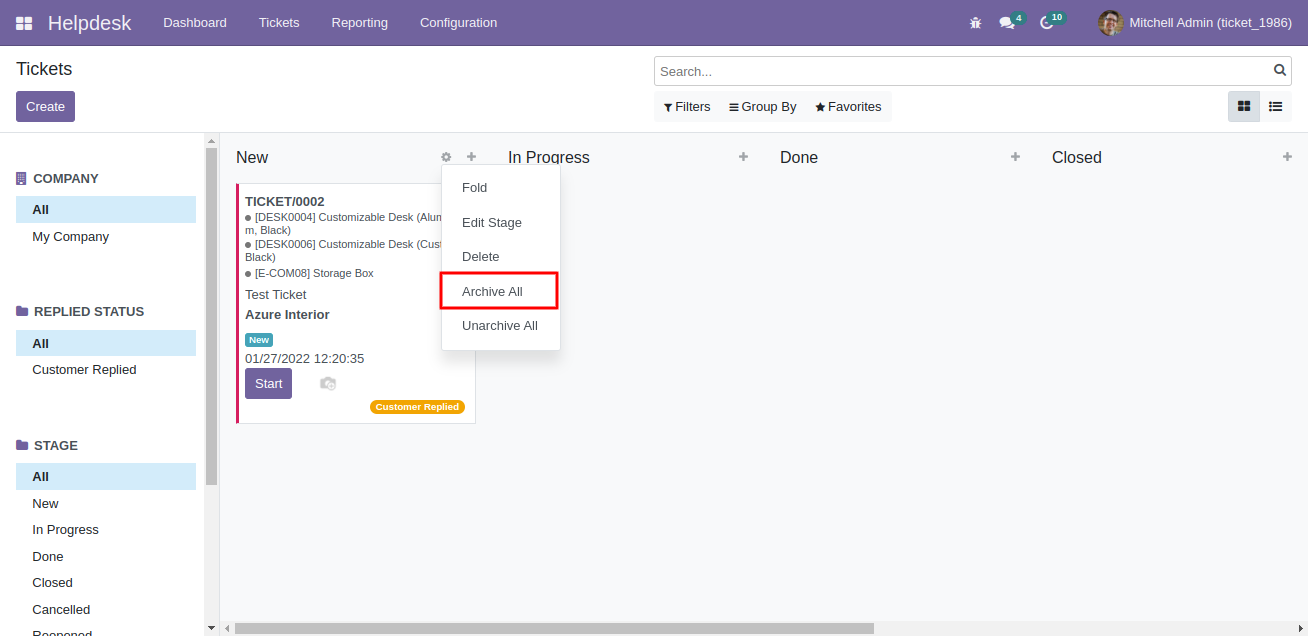 Helpdesk
Dashboard
Tickets
Reporting
Configuration
4
10
Mitchell Admin (ticket_1986)
Tickets
Search...
Create
Filters
Group By
Favorites
COMPANY
All
My Company
REPLIED STATUS
All
Customer Replied
STAGE
All
New
In Progress
Done
Closed
Cancelled
Reopened
New
In Progress
Done
Closed
TICKET/0002
[DESK0004] Customizable Desk (Alum
m, Black)
[DESK0006] Customizable Desk (Cust
Black)
[E-COM08] Storage Box
Test Ticket
Azure Interior
New
01/27/2022 12:20:35
Start
Customer Replied
Fold
Edit Stage
Delete
Archive All
Unarchive All